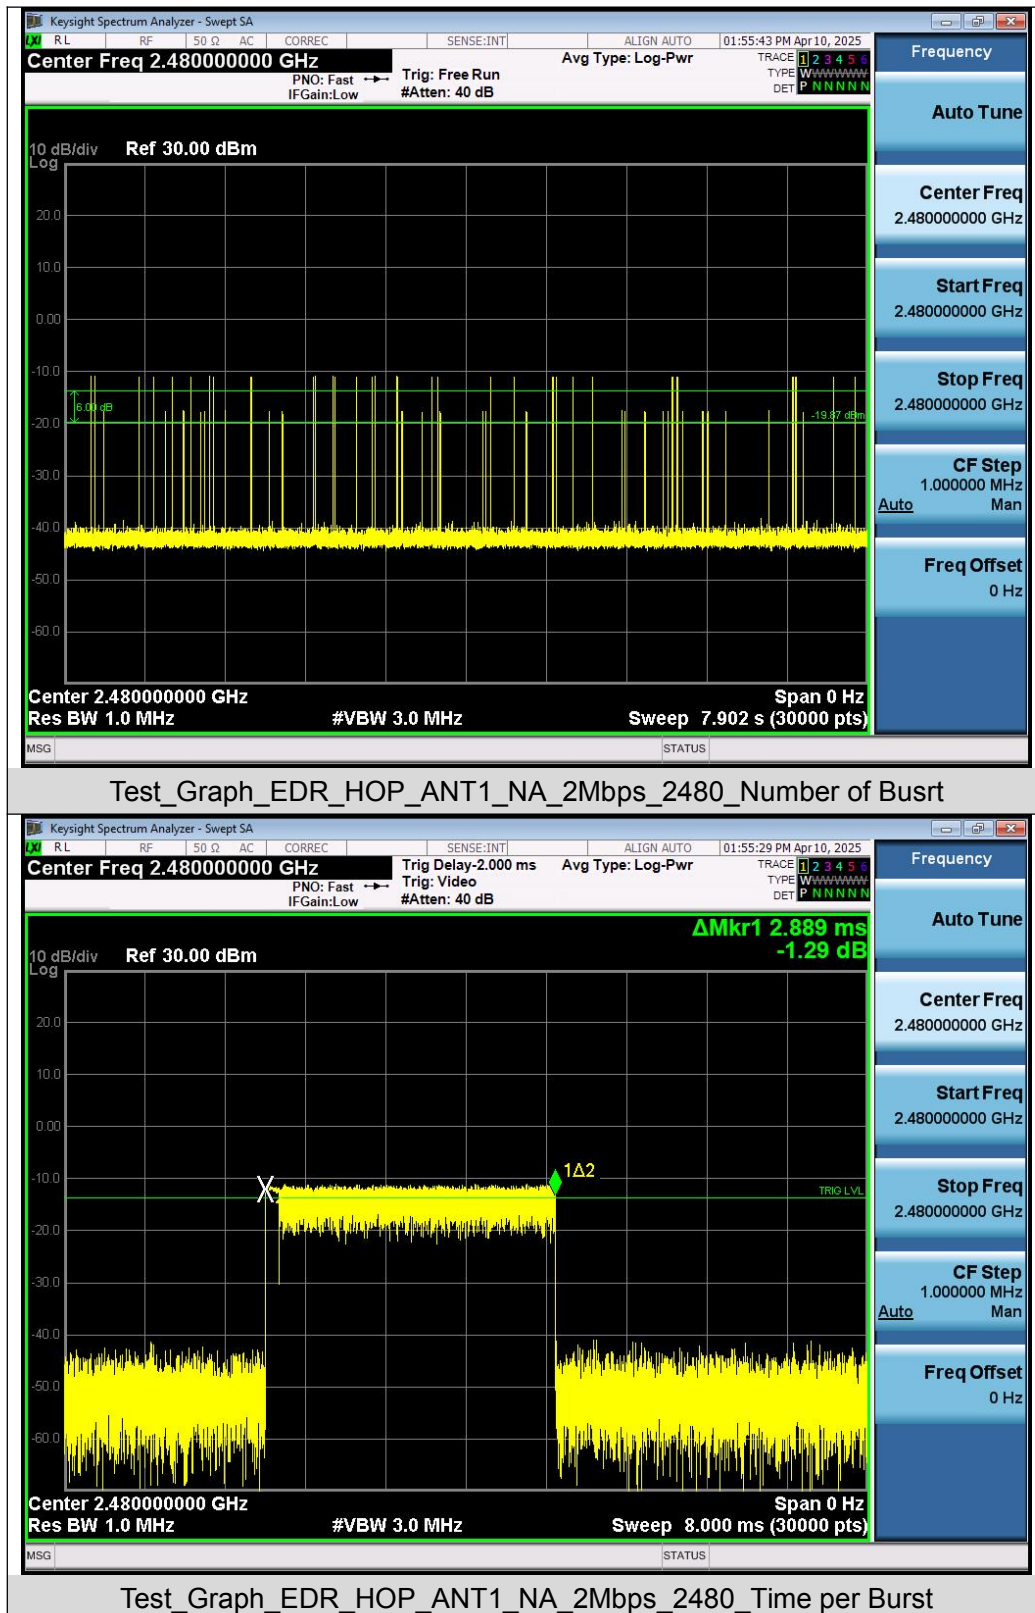 Keysight Spectrum Analyzer - Swept SA
LXI RL RF 50 Ω AC CORREC SENSE:INT ALIGN AUTO 01:55:43 PM Apr 10, 2025
Center Freq 2.480000000 GHz Avg Type: Log-Pwr TRACE 1 2 3 4 5 6
PNO: Fast Trig: Free Run TYPE WWWWWW
IFGain:Low #Atten: 40 dB DET P N N N N N
Frequency
Auto Tune
10 dB/div Ref 30.00 dBm
Log
20.0
10.0
0.00
-10.0
6.00 dB
-19.87 dBm
-20.0
-30.0
-40.0
-50.0
-60.0
Center Freq
2.480000000 GHz
Start Freq
2.480000000 GHz
Stop Freq
2.480000000 GHz
CF Step
1.000000 MHz
Auto Man
Freq Offset
0 Hz
Center 2.480000000 GHz Span 0 Hz
Res BW 1.0 MHz #VBW 3.0 MHz Sweep 7.902 s (30000 pts)
MSG STATUS
Test_Graph_EDR_HOP_ANT1_NA_2Mbps_2480_Number of Busrt
Keysight Spectrum Analyzer - Swept SA
LXI RL RF 50 Ω AC CORREC SENSE:INT ALIGN AUTO 01:55:29 PM Apr 10, 2025
Center Freq 2.480000000 GHz Trig Delay-2.000 ms Avg Type: Log-Pwr TRACE 1 2 3 4 5 6
PNO: Fast Trig: Video TYPE WWWWWW
IFGain:Low #Atten: 40 dB DET P N N N N N
Frequency
Auto Tune
ΔMkr1 2.889 ms
-1.29 dB
10 dB/div Ref 30.00 dBm
Log
20.0
10.0
0.00
-10.0
1Δ2
TRIG LVL
-20.0
-30.0
-40.0
-50.0
-60.0
Center Freq
2.480000000 GHz
Start Freq
2.480000000 GHz
Stop Freq
2.480000000 GHz
CF Step
1.000000 MHz
Auto Man
Freq Offset
0 Hz
Center 2.480000000 GHz Span 0 Hz
Res BW 1.0 MHz #VBW 3.0 MHz Sweep 8.000 ms (30000 pts)
MSG STATUS
Test_Graph_EDR_HOP_ANT1_NA_2Mbps_2480_Time per Burst